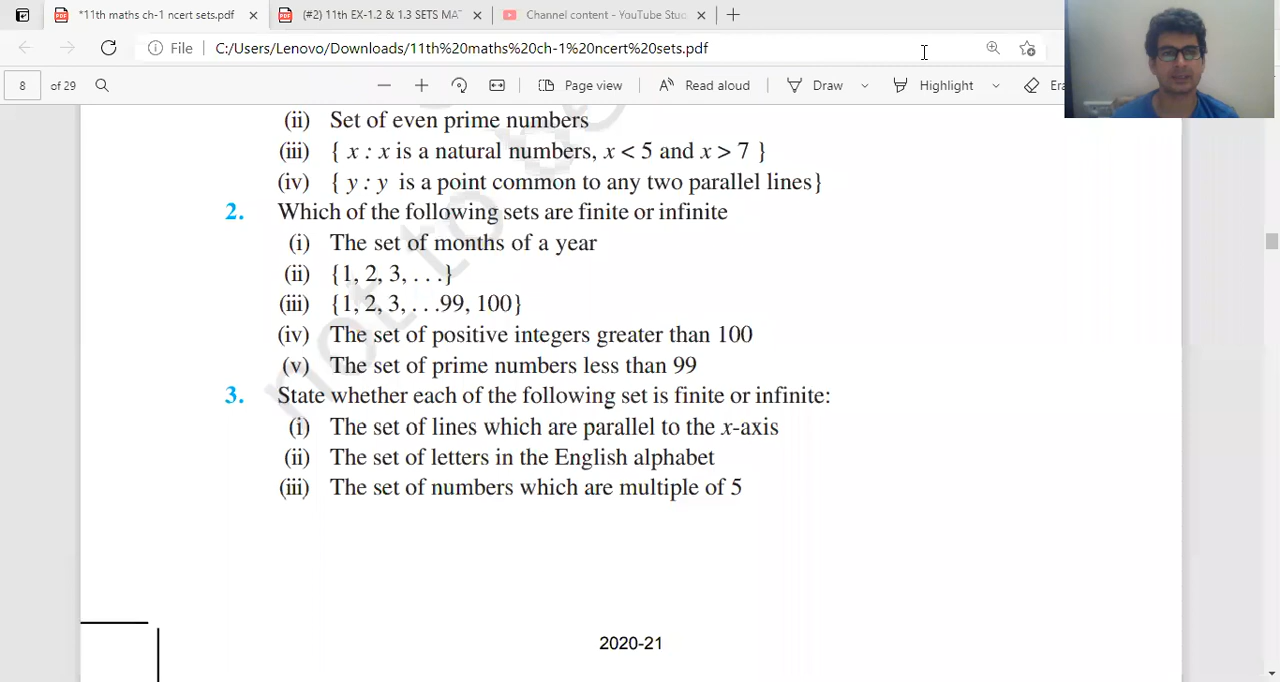 *11th maths ch-1 ncert sets.pdf
(#2) 11th EX-1.2 & 1.3 SETS MA
Channel content - YouTube Stu
File
C:/Users/Lenovo/Downloads/11th%20maths%20ch-1%20ncert%20sets.pdf
8 of 29
Page view
Read aloud
Draw
Highlight
Era
(ii) Set of even prime numbers
(iii) { x : x is a natural numbers, x < 5 and x > 7 }
(iv) { y : y is a point common to any two parallel lines}
2. Which of the following sets are finite or infinite
(i) The set of months of a year
(ii) {1, 2, 3, . . .}
(iii) {1, 2, 3, . . .99, 100}
(iv) The set of positive integers greater than 100
(v) The set of prime numbers less than 99
3. State whether each of the following set is finite or infinite:
(i) The set of lines which are parallel to the x-axis
(ii) The set of letters in the English alphabet
(iii) The set of numbers which are multiple of 5
not to be
2020-21